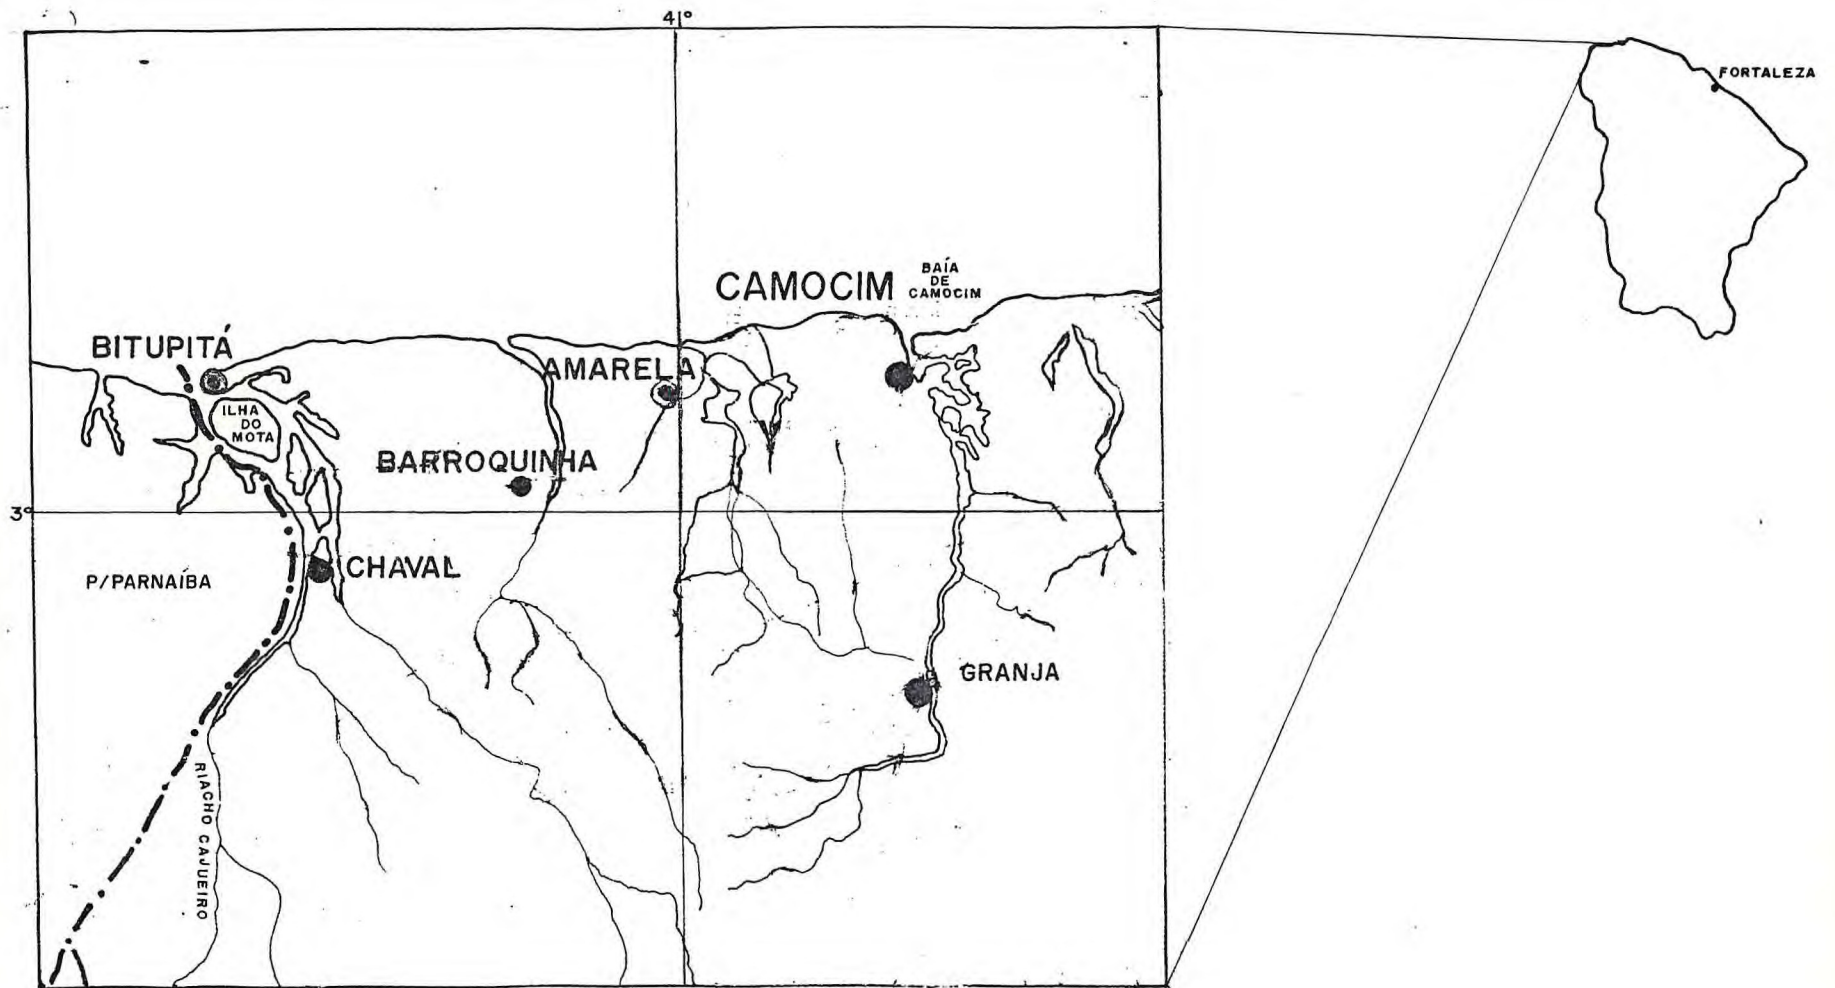 41°
FORTALEZA
CAMOCIM
BAÍA
DE
CAMOCIM
BITUPITÁ
AMARELA
ILHA
DO
MOTA
BARROQUINHA
3°
CHAVAL
P/PARNAÍBA
GRANJA
RIACHO CAJUEIRO